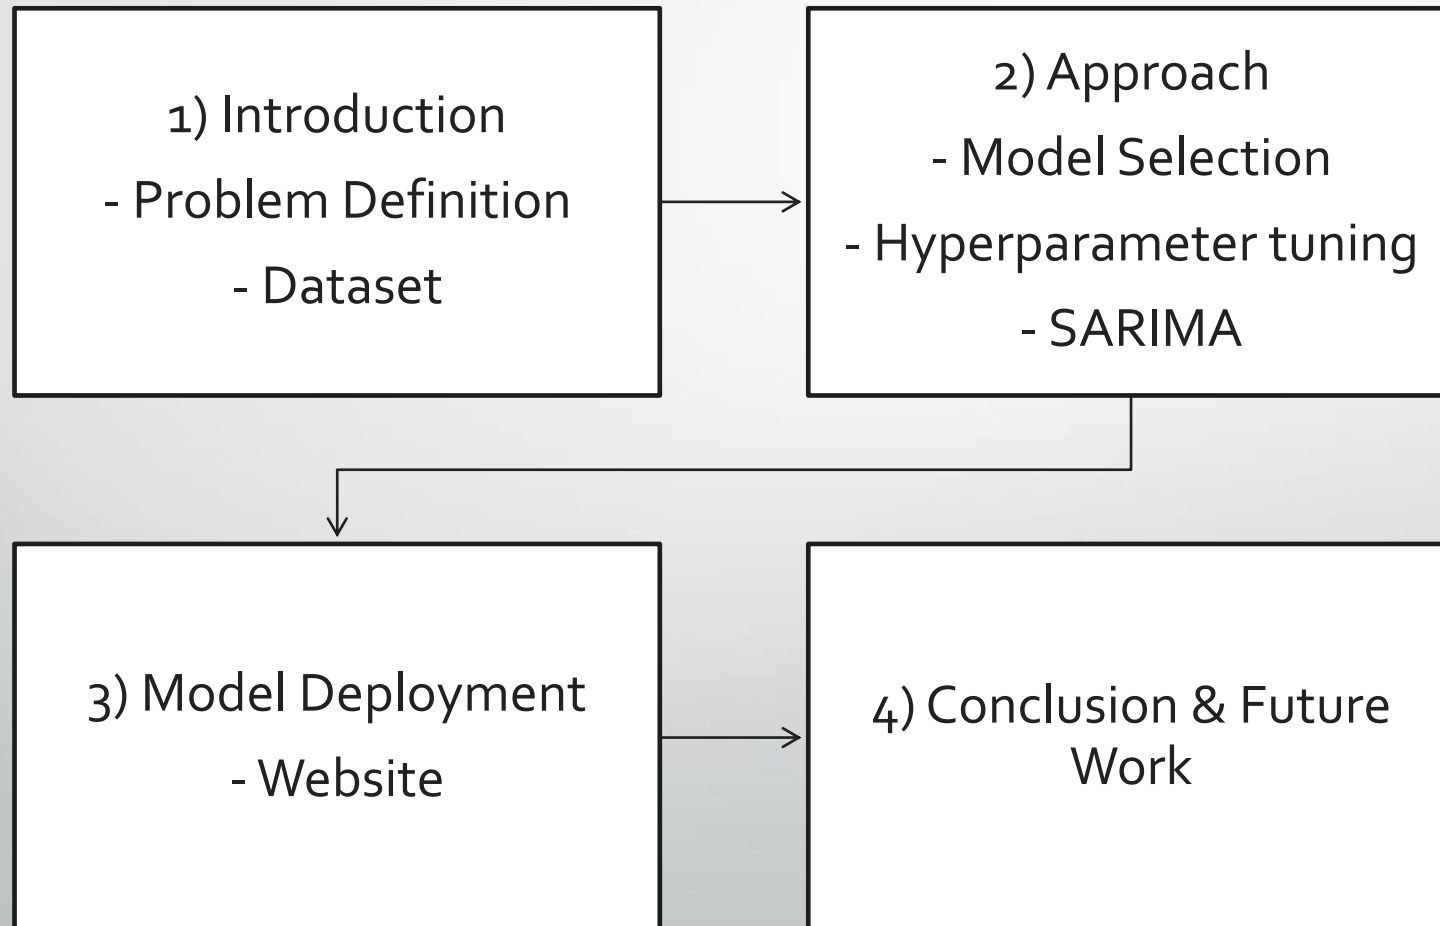 1) Introduction
- Problem Definition
- Dataset
2) Approach
- Model Selection
- Hyperparameter tuning
- SARIMA
3) Model Deployment
- Website
4) Conclusion & Future
Work